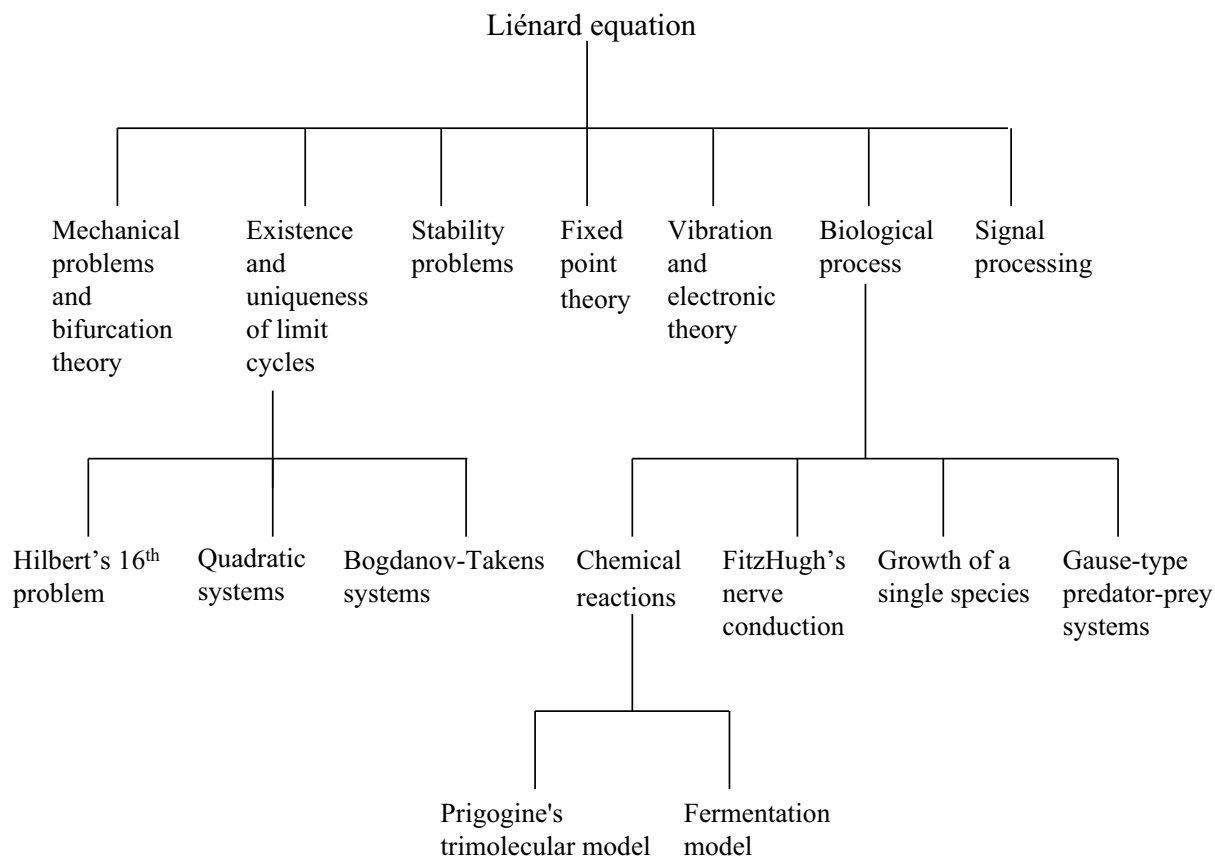 Liénard equation
Mechanical
problems
and
bifurcation
theory
Existence
and
uniqueness
of limit
cycles
Stability
problems
Fixed
point
theory
Vibration
and
electronic
theory
Biological
process
Signal
processing
Hilbert’s 16th
problem
Quadratic
systems
Bogdanov-Takens
systems
Chemical
reactions
FitzHugh’s
nerve
conduction
Growth of a
single species
Gause-type
predator-prey
systems
Prigogine's
trimolecular model
Fermentation
model